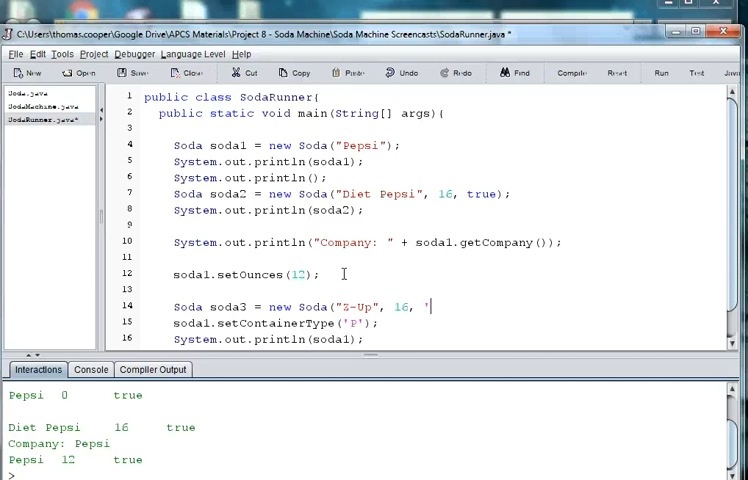 C:\Users\thomas.cooper\Google Drive\APCS Materials\Project 8 - Soda Machine\Soda Machine Screencasts\SodaRunner.java *
File Edit Tools Project Debugger Language Level Help
New Open Save Close Cut Copy Paste Undo Redo Find Compile Reset Run Test Java
Soda.java
SodaMachine.java
SodaRunner.java*
1 public class SodaRunner{
2 public static void main(String[] args){
3
4 Soda soda1 = new Soda("Pepsi");
5 System.out.println(soda1);
6 System.out.println();
7 Soda soda2 = new Soda("Diet Pepsi", 16, true);
8 System.out.println(soda2);
9
10 System.out.println("Company: " + soda1.getCompany());
11
12 soda1.setOunces(12);
13
14 Soda soda3 = new Soda("Z-Up", 16, '
15 soda1.setContainerType('P');
16 System.out.println(soda1);
Interactions Console Compiler Output
Pepsi 0 true
Diet Pepsi 16 true
Company: Pepsi
Pepsi 12 true
>